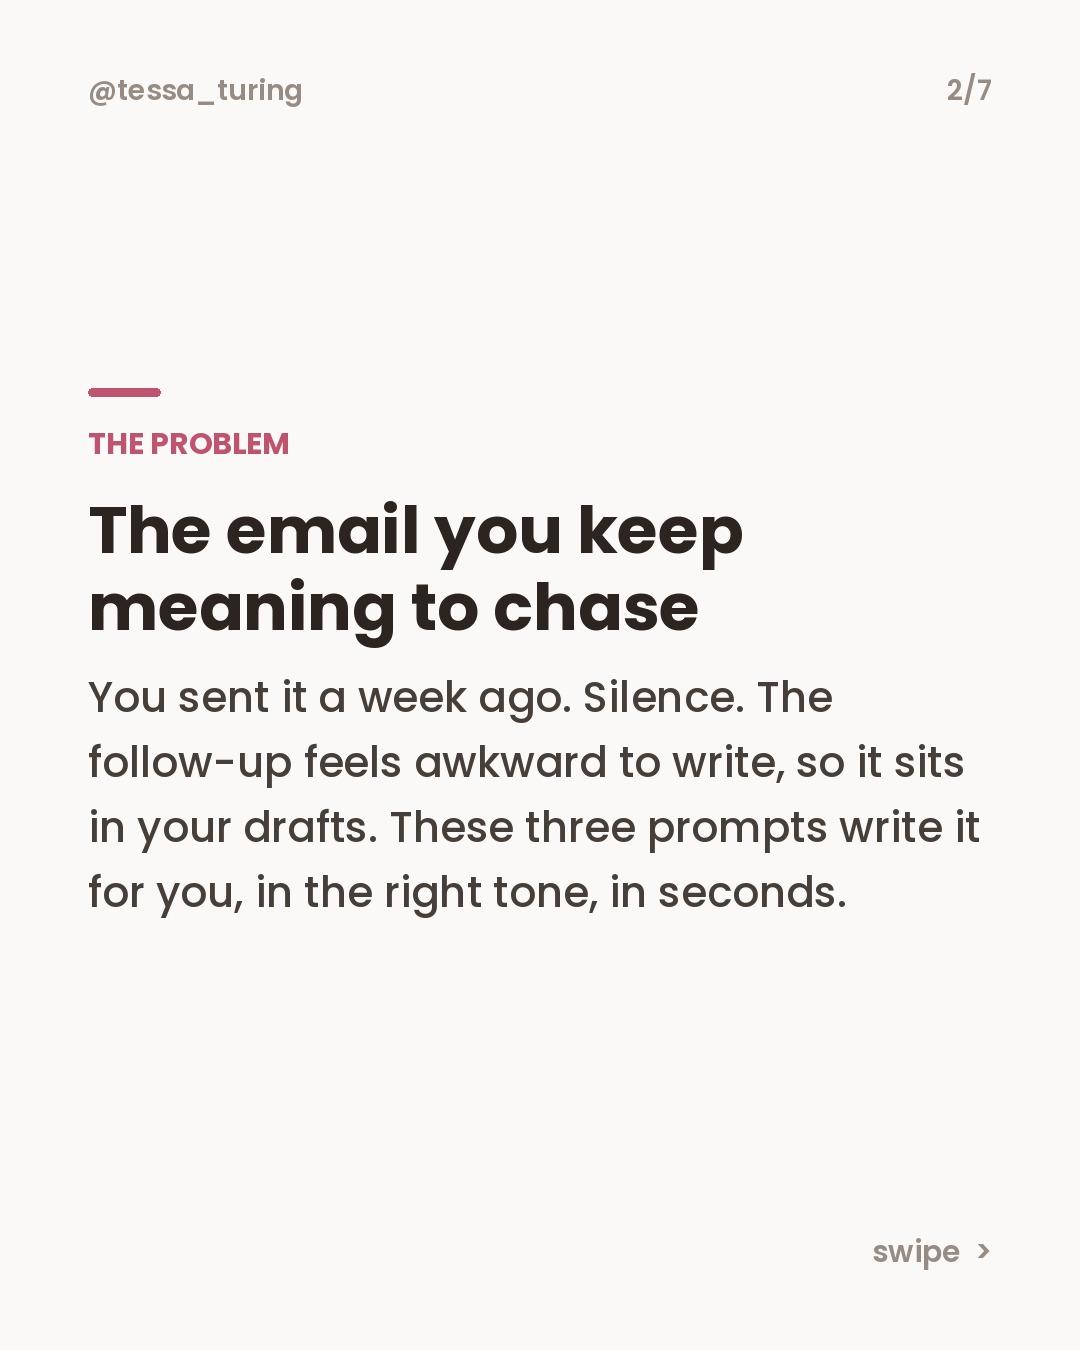 @tessa_turing
2/7
THE PROBLEM
The email you keep
meaning to chase
You sent it a week ago. Silence. The
follow-up feels awkward to write, so it sits
in your drafts. These three prompts write it
for you, in the right tone, in seconds.
swipe >